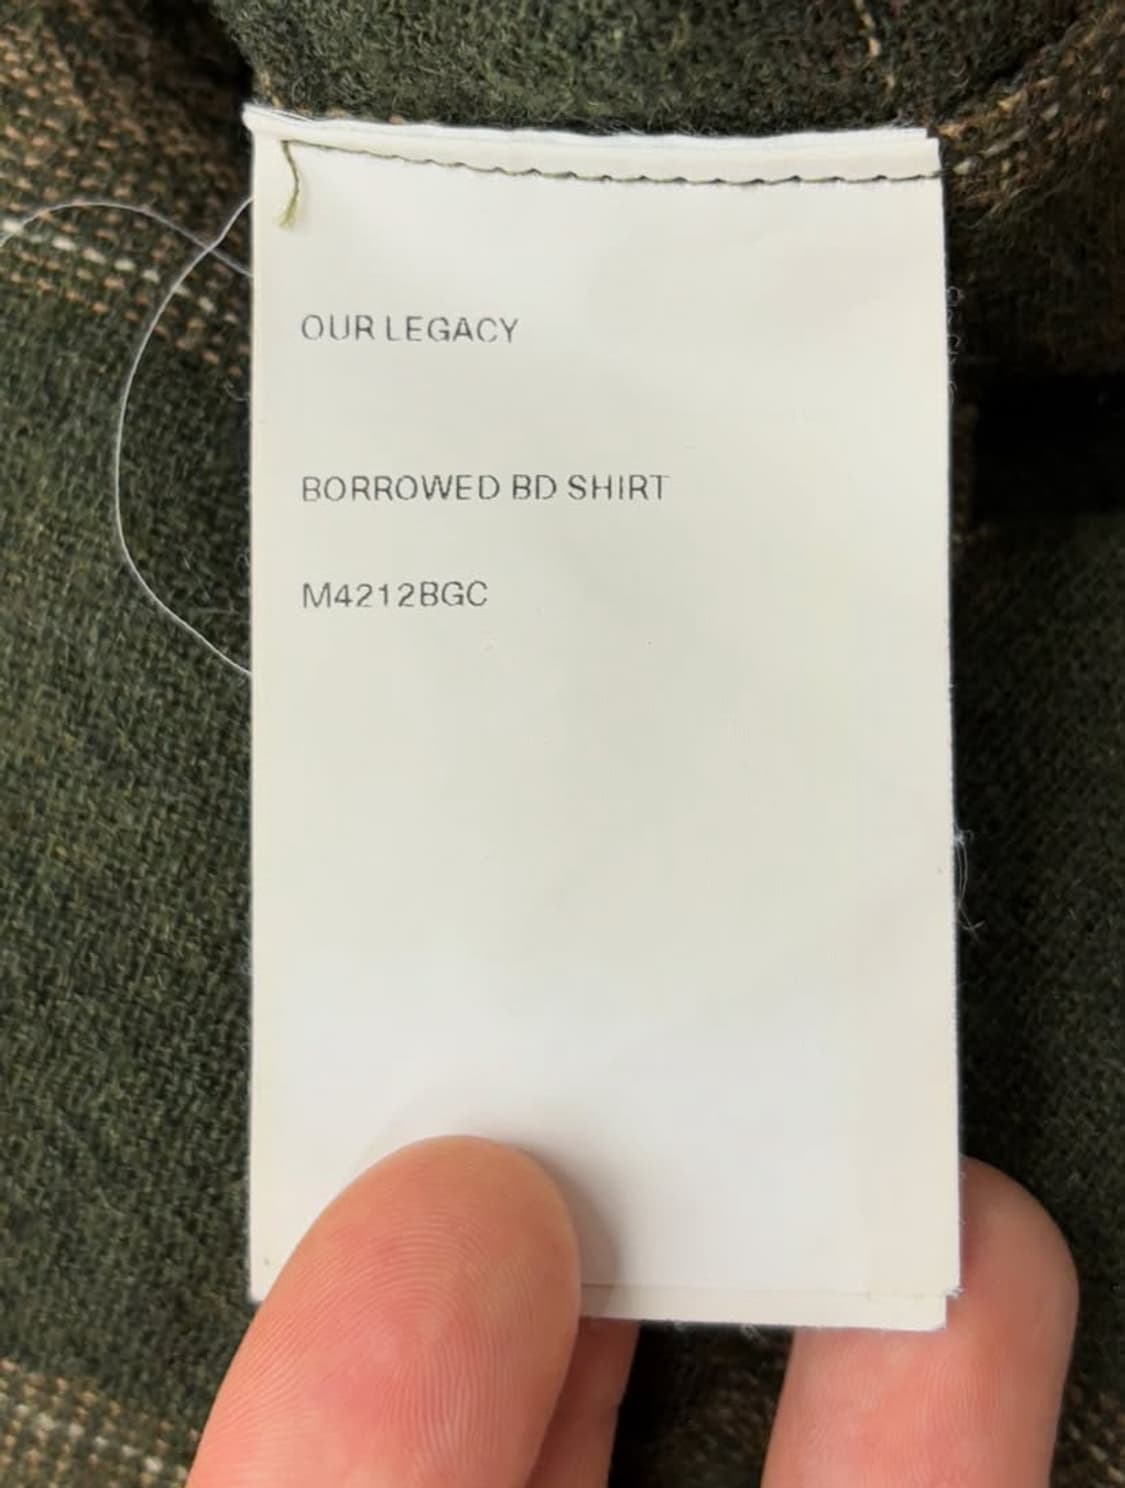 OUR LEGACY
BORROWED BD SHIRT
M4212BGC